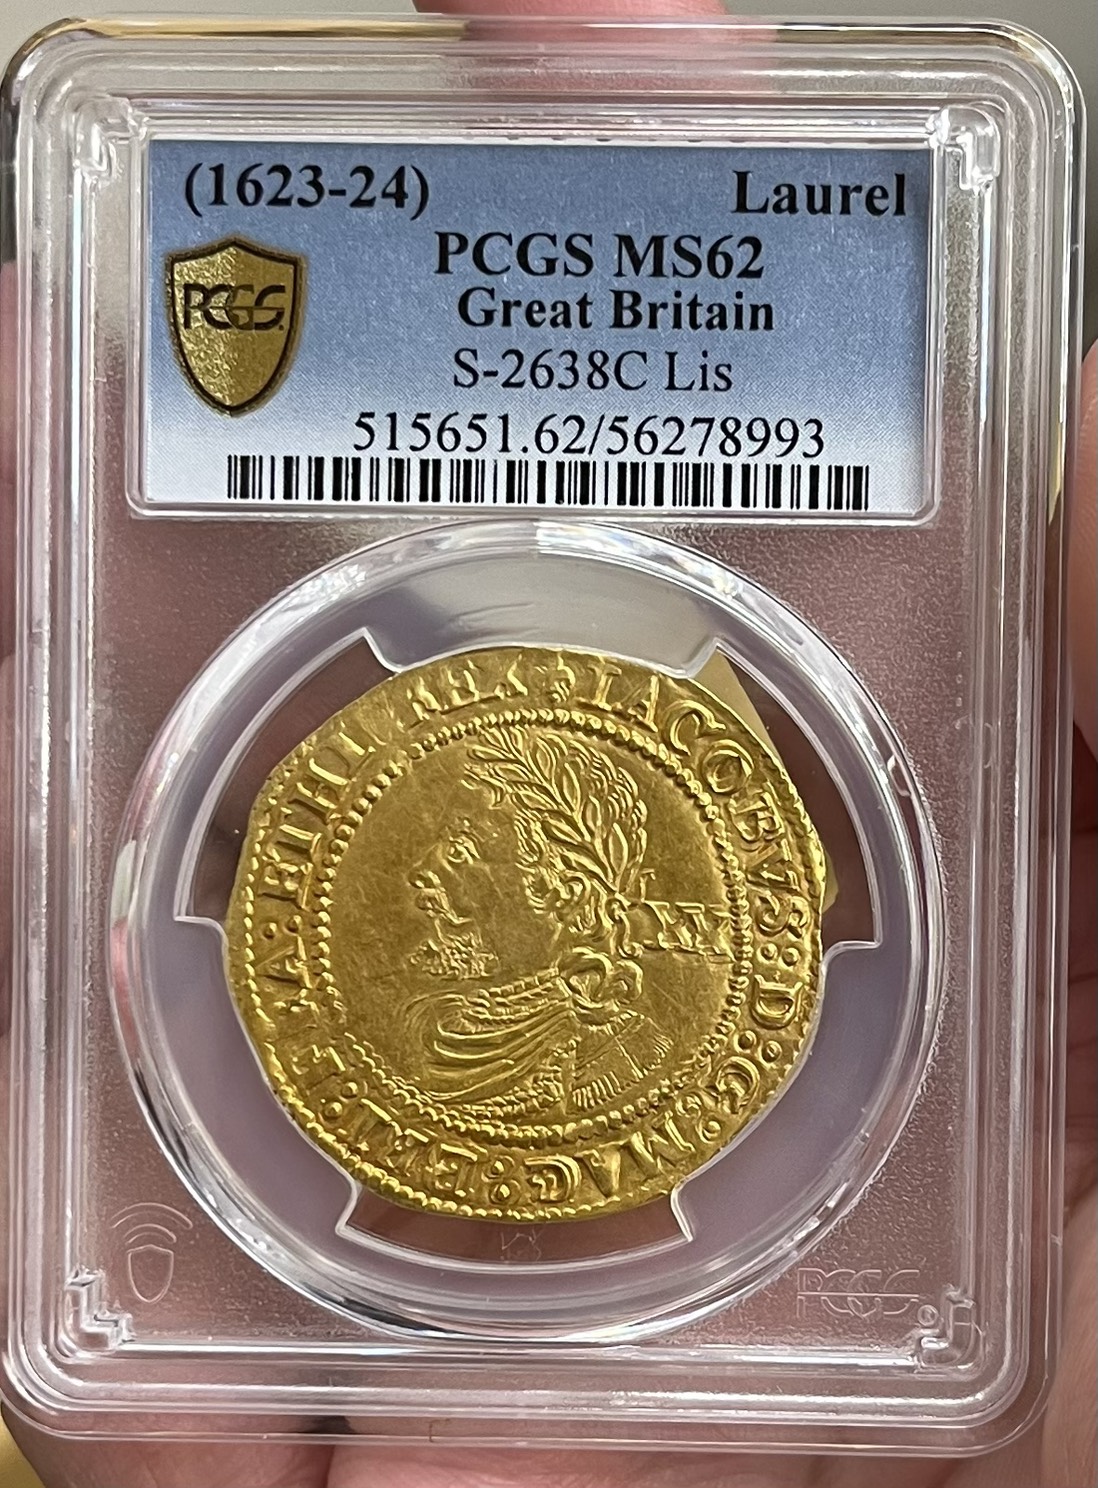 (1623-24) Laurel
PCGS MS62
Great Britain
PCGS
S-2638C Lis
515651.62/56278993
IACOBVS:D:G:MAG:BRI:FRA:ET HI REX
XX
PCGS